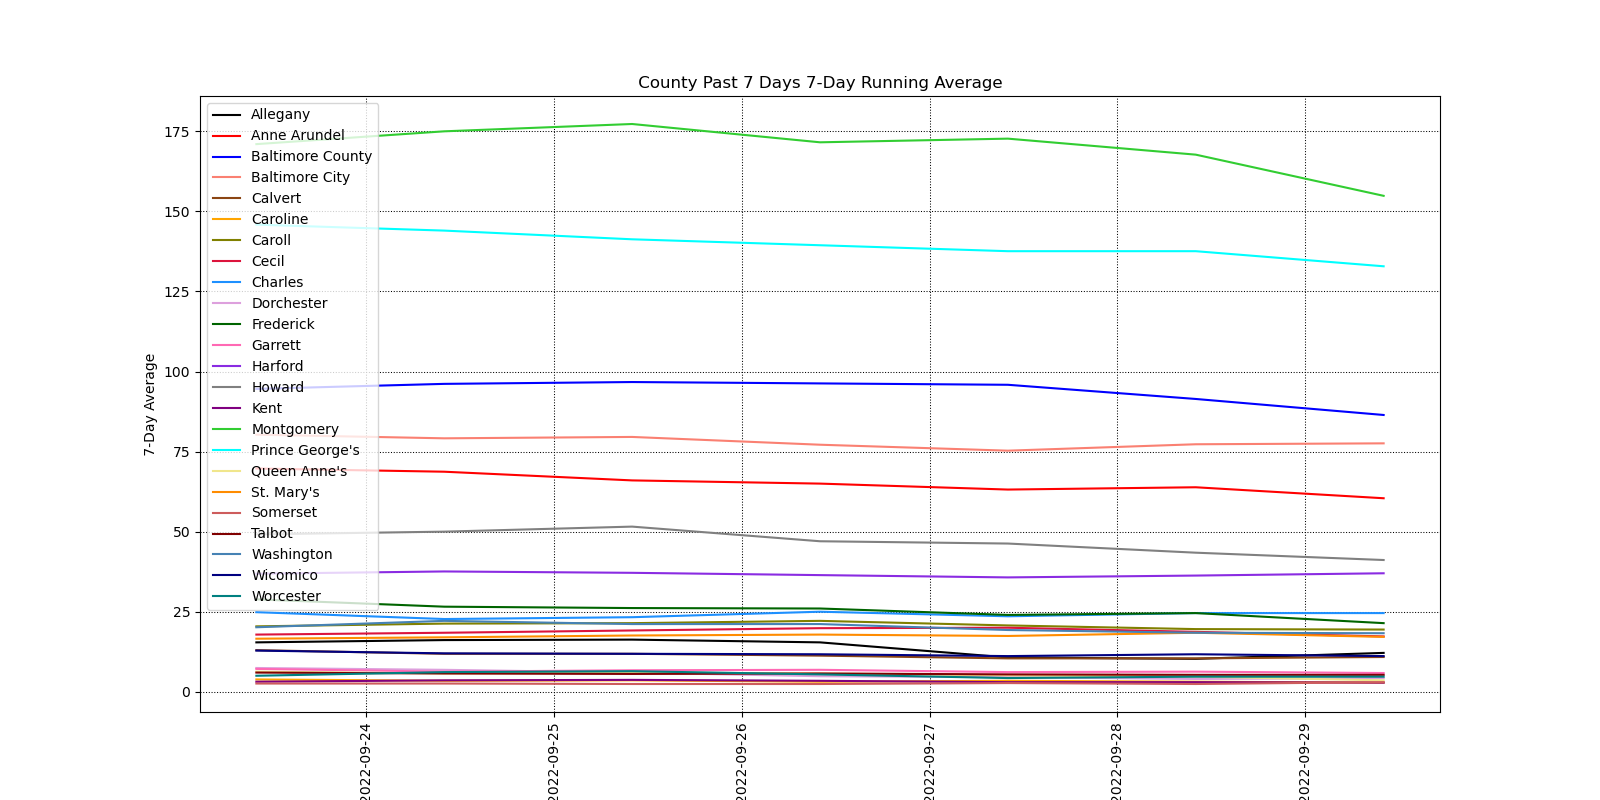 County Past 7 Days 7-Day Running Average
Allegany
Anne Arundel
Baltimore County
Baltimore City
Calvert
Caroline
Caroll
Cecil
Charles
Dorchester
Frederick
Garrett
Harford
Howard
Kent
Montgomery
Prince George's
Queen Anne's
St. Mary's
Somerset
Talbot
Washington
Wicomico
Worcester
7-Day Average
175
150
125
100
75
50
25
0
2022-09-24
2022-09-25
2022-09-26
2022-09-27
2022-09-28
2022-09-29